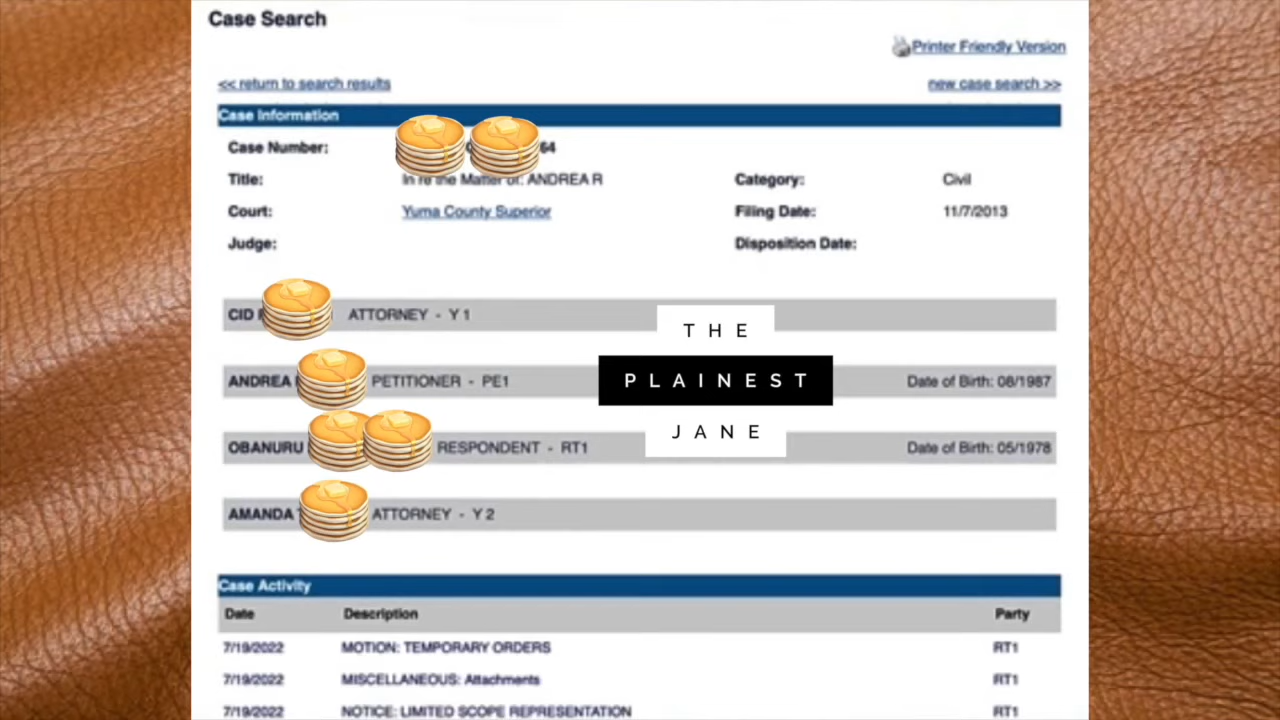 Case Search
Printer Friendly Version
<< return to search results
new case search >>
Case Information
Case Number: 64
Title: In re the Matter of: ANDREA R
Category: Civil
Court: Yuma County Superior
Filing Date: 11/7/2013
Judge:
Disposition Date:
CID ATTORNEY - Y 1
THE
ANDREA PETITIONER - PE1
PLAINEST
Date of Birth: 08/1987
JANE
OBANURU RESPONDENT - RT1
Date of Birth: 05/1978
AMANDA ATTORNEY - Y 2
Case Activity
Date Description Party
7/19/2022 MOTION: TEMPORARY ORDERS RT1
7/19/2022 MISCELLANEOUS: Attachments RT1
7/19/2022 NOTICE: LIMITED SCOPE REPRESENTATION RT1